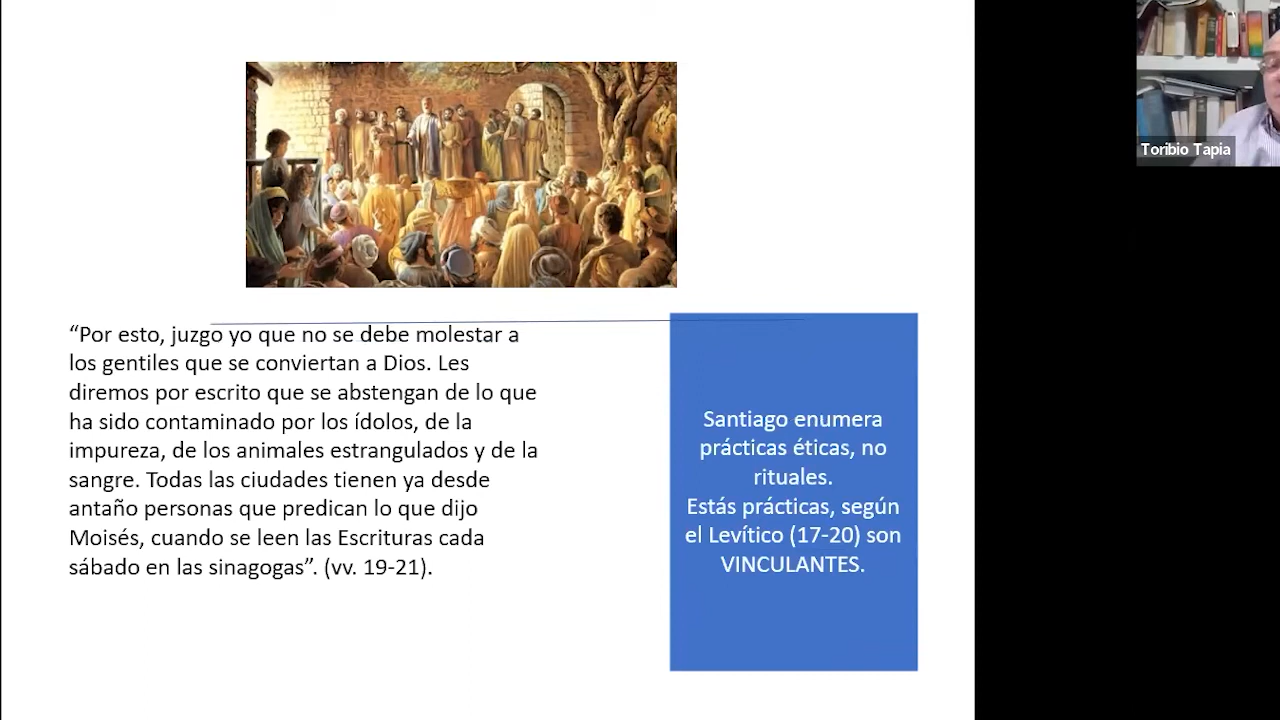 Toribio Tapia
“Por esto, juzgo yo que no se debe molestar a
los gentiles que se conviertan a Dios. Les
diremos por escrito que se abstengan de lo que
ha sido contaminado por los ídolos, de la
impureza, de los animales estrangulados y de la
sangre. Todas las ciudades tienen ya desde
antaño personas que predican lo que dijo
Moisés, cuando se leen las Escrituras cada
sábado en las sinagogas”. (vv. 19-21).
Santiago enumera
prácticas éticas, no
rituales.
Estás prácticas, según
el Levítico (17-20) son
VINCULANTES.